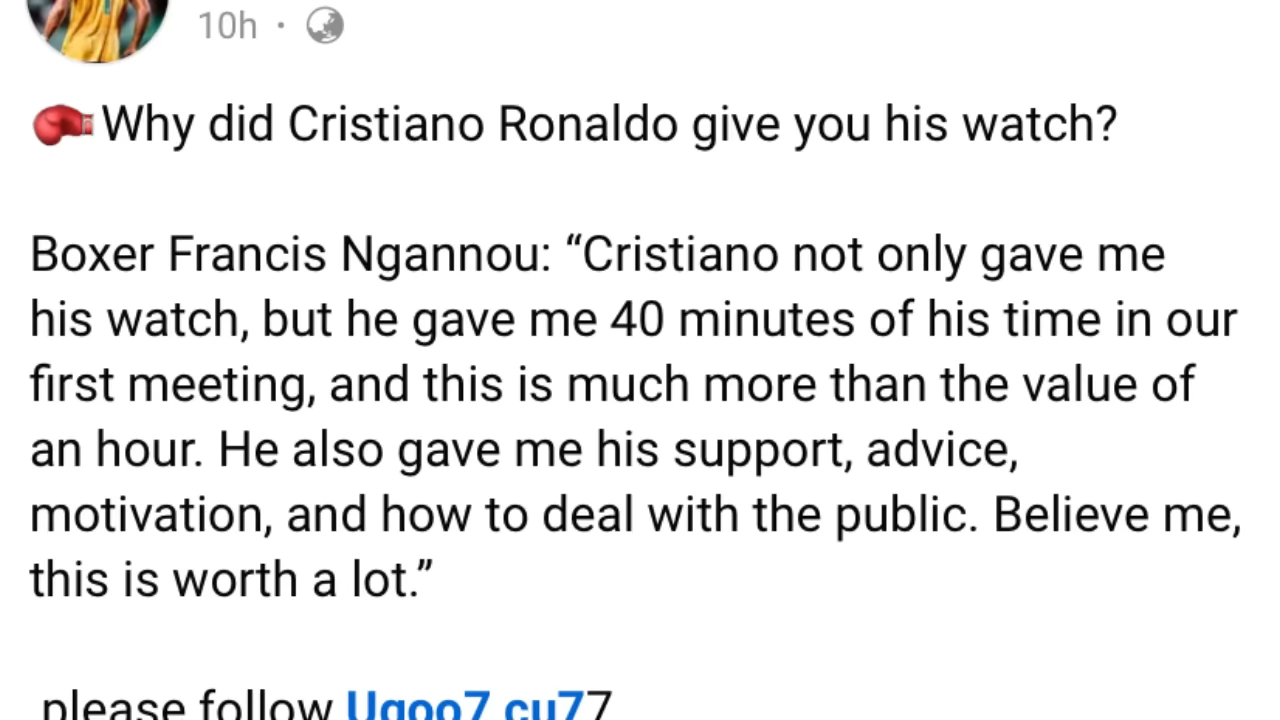 10h ·
🥊Why did Cristiano Ronaldo give you his watch?
Boxer Francis Ngannou: “Cristiano not only gave me
his watch, but he gave me 40 minutes of his time in our
first meeting, and this is much more than the value of
an hour. He also gave me his support, advice,
motivation, and how to deal with the public. Believe me,
this is worth a lot.”
please follow Ugoo7 cu77